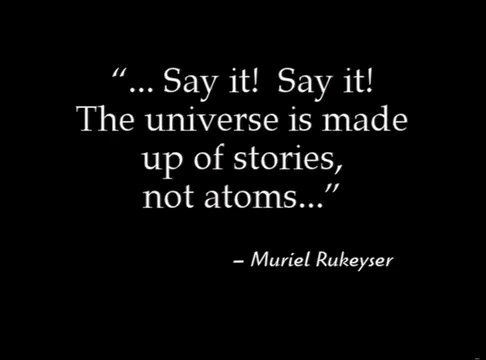 “... Say it!  Say it!
The universe is made
up of stories,
not atoms...”
– Muriel Rukeyser